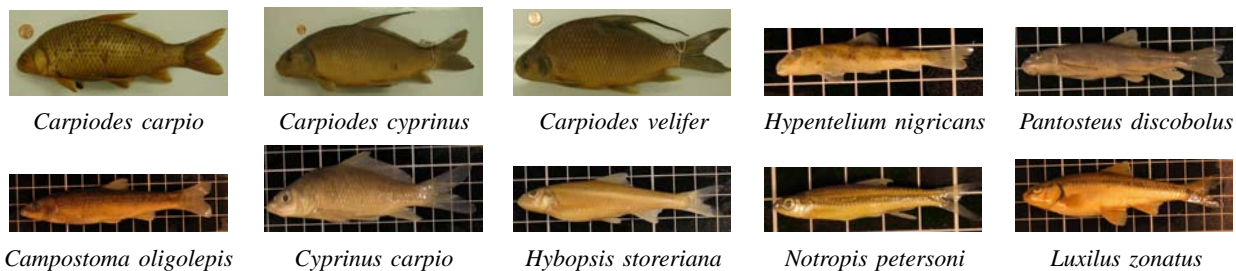 Carpiodes carpio Carpiodes cyprinus Carpiodes velifer Hypentelium nigricans Pantosteus discobolus
Campostoma oligolepis Cyprinus carpio Hybopsis storeriana Notropis petersoni Luxilus zonatus